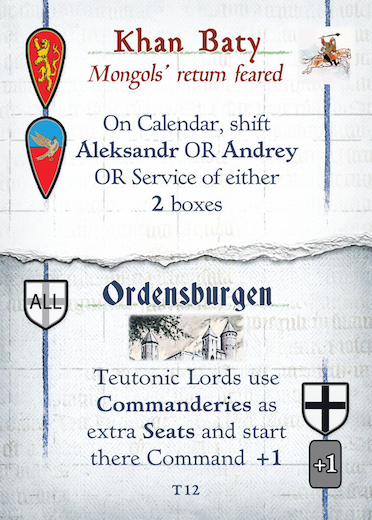 Khan Baty
Mongols' return feared
On Calendar, shift
Aleksandr OR Andrey
OR Service of either
2 boxes
ALL
Ordensburgen
Teutonic Lords use
Commanderies as
extra Seats and start
there Command +1
+1
T12